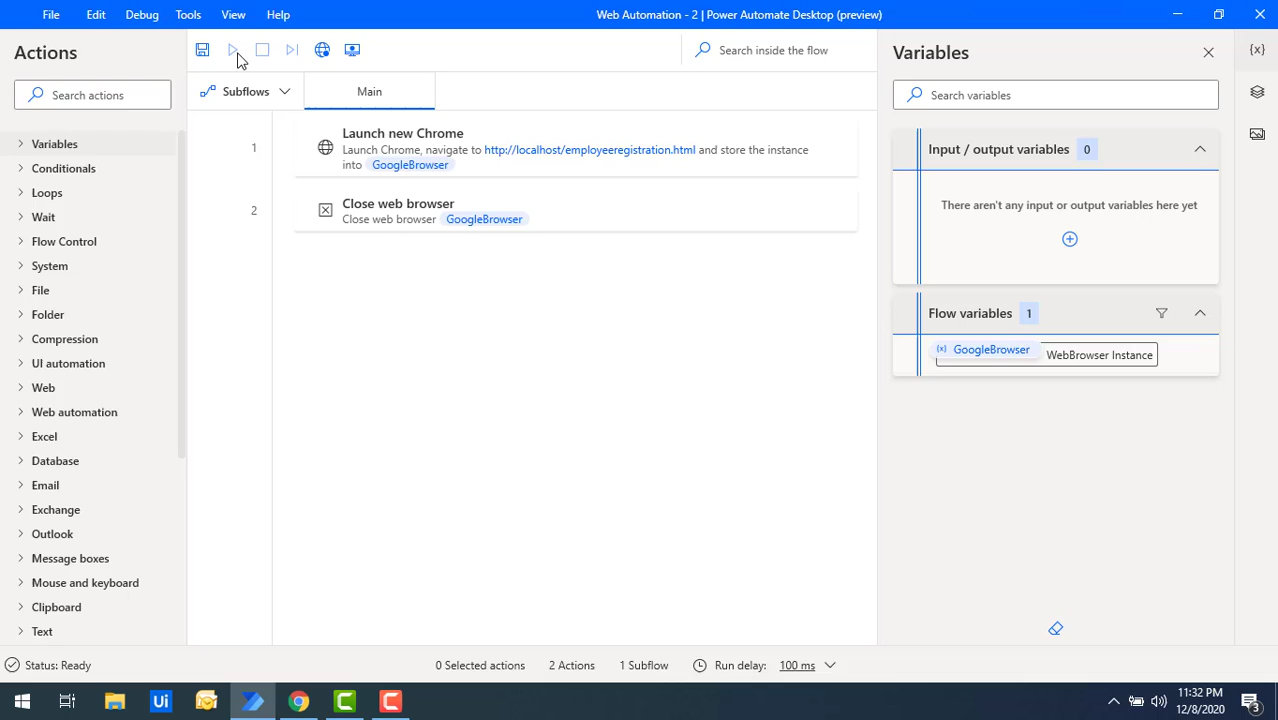 File Edit Debug Tools View Help Web Automation - 2 | Power Automate Desktop (preview)
Actions
Search inside the flow
Variables
{x}
Search actions
Subflows
Main
Search variables
Variables
Conditionals
Loops
Wait
Flow Control
System
File
Folder
Compression
UI automation
Web
Web automation
Excel
Database
Email
Exchange
Outlook
Message boxes
Mouse and keyboard
Clipboard
Text
1
Launch new Chrome
Launch Chrome, navigate to http://localhost/employeeregistration.html and store the instance
into GoogleBrowser
2
Close web browser
Close web browser GoogleBrowser
Input / output variables 0
There aren't any input or output variables here yet
Flow variables 1
{x} GoogleBrowser WebBrowser Instance
Status: Ready 0 Selected actions 2 Actions 1 Subflow Run delay: 100 ms
Ui
11:32 PM
12/8/2020
3